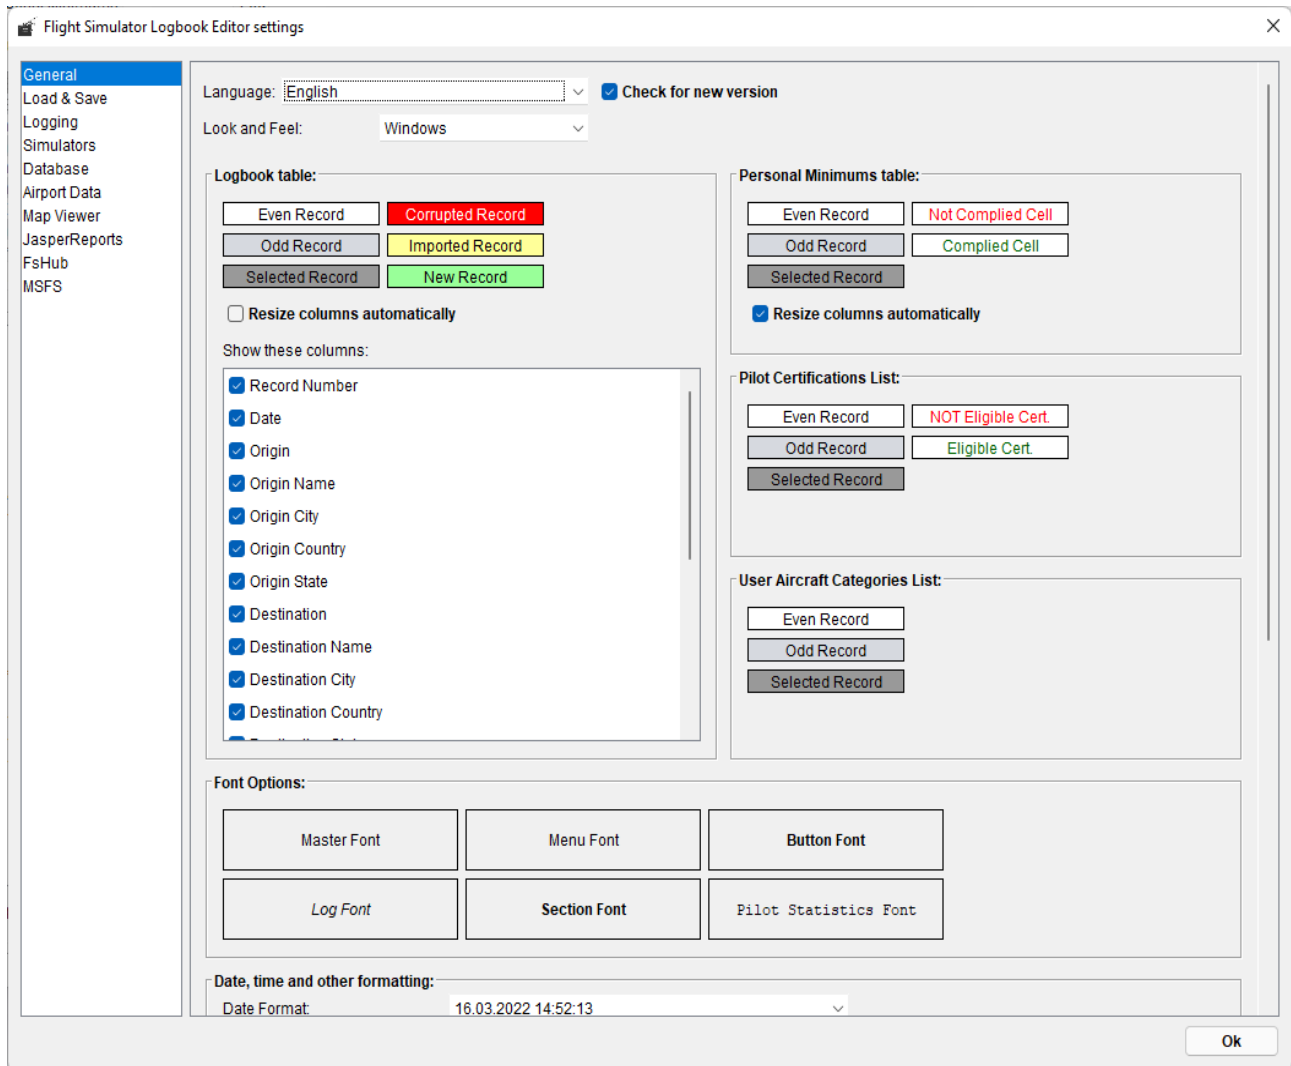 Flight Simulator Logbook Editor settings
General
Load & Save
Logging
Simulators
Database
Airport Data
Map Viewer
JasperReports
FsHub
MSFS
Language: English
Check for new version
Look and Feel: Windows
Logbook table:
Even Record Corrupted Record
Odd Record Imported Record
Selected Record New Record
Resize columns automatically
Show these columns:
Record Number
Date
Origin
Origin Name
Origin City
Origin Country
Origin State
Destination
Destination Name
Destination City
Destination Country
Personal Minimums table:
Even Record Not Complied Cell
Odd Record Complied Cell
Selected Record
Resize columns automatically
Pilot Certifications List:
Even Record NOT Eligible Cert.
Odd Record Eligible Cert.
Selected Record
User Aircraft Categories List:
Even Record
Odd Record
Selected Record
Font Options:
Master Font Menu Font Button Font
Log Font Section Font Pilot Statistics Font
Date, time and other formatting:
Date Format: 16.03.2022 14:52:13
Ok